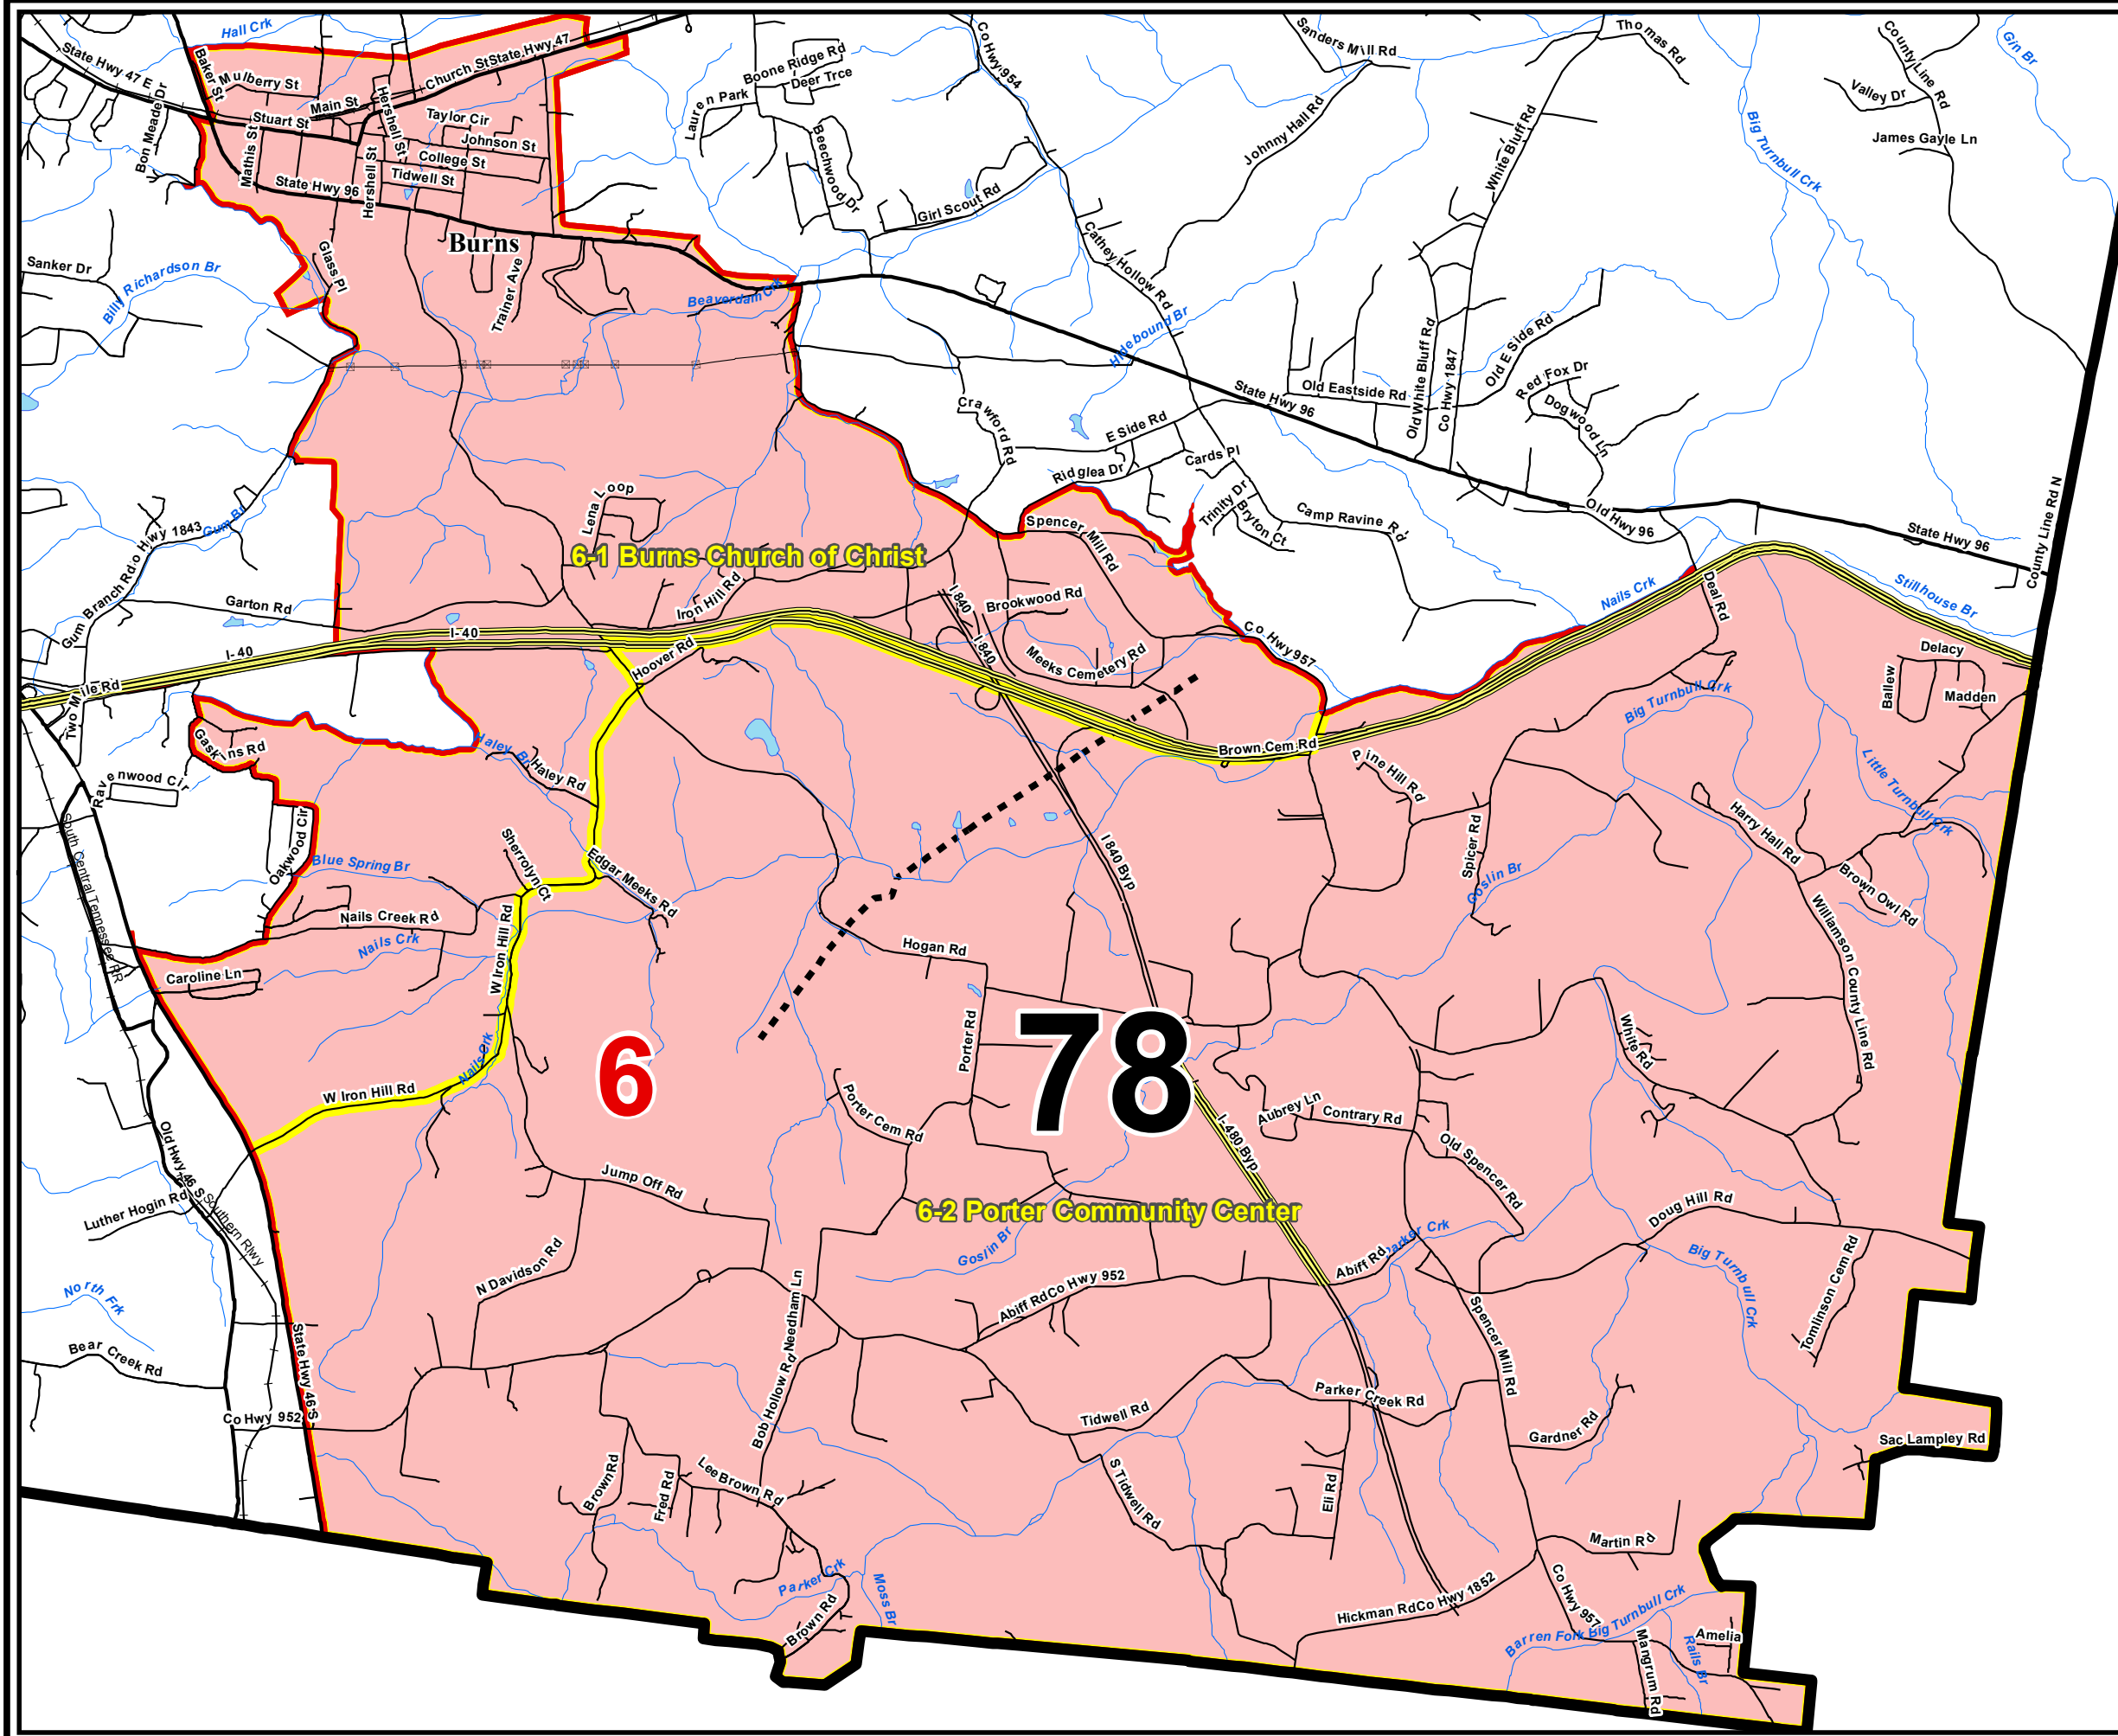 Hall Crk
State Hwy 47 E
Baker St
Mulberry St
Church St
State Hwy 47
Main St
Hershell St
Bon Meade Dr
Stuart St
Taylor Cir
Johnson St
Mathis St
College St
Tidwell St
State Hwy 96
Hershell St
Burns
Glass Pl
Trainer Ave
Sanker Dr
Billy Richardson Br
Beaverdam Crk
Boone Ridge Rd
Deer Trce
Lauren Park
Beechwood Dr
Girl Scout Rd
Co Hwy 954
Sanders Mill Rd
Johnny Hall Rd
Thomas Rd
White Bluff Rd
County Line Rd
Gin Br
Valley Dr
James Gayle Ln
Big Turnbull Crk
Cathey Hollow Rd
Hidebound Br
State Hwy 96
Old Eastside Rd
Old White Bluff Rd
Co Hwy 1847
Old E Side Rd
Red Fox Dr
Dogwood Ln
Crawford Rd
E Side Rd
Ridglea Dr
Cards Pl
Trinity Dr
Bryton Ct
Camp Ravine Rd
Old Hwy 96
State Hwy 96
County Line Rd N
Lena Loop
Spencer Mill Rd
6-1 Burns Church of Christ
Gum Br
o Hwy 1843
Gum Branch Rd
Garton Rd
Iron Hill Rd
I 840
Brookwood Rd
Nails Crk
Deal Rd
Stillhouse Br
I-40
I-40
Hoover Rd
I 840
Meeks Cemetery Rd
Co Hwy 957
Delacy
Ballew
Madden
Two Mile Rd
Big Turnbull Crk
Gaskins Rd
Haley Br
Haley Rd
Brown Cem Rd
Pine Hill Rd
Little Turnbull Crk
Ravenwood Cir
South Central Tennessee RR
Oakwood Cir
Blue Spring Br
Sherrolyn Ct
Edgar Meeks Rd
I 840 Byp
Spicer Rd
Goslin Br
Harry Hall Rd
Brown Owl Rd
Nails Creek Rd
W Iron Hill Rd
Nails Crk
Hogan Rd
Williamson County Line Rd
Caroline Ln
Porter Rd
78
White Rd
6
Nails Crk
W Iron Hill Rd
Porter Cem Rd
Aubrey Ln
Contrary Rd
I-480 Byp
Old Spencer Rd
Old Hwy 46 S
Jump Off Rd
Luther Hogin Rd
Southern Rlwy
6-2 Porter Community Center
Doug Hill Rd
Goslin Br
Parker Crk
Abiff Rd
Big Turnbull Crk
N Davidson Rd
Tomlinson Cem Rd
North Frk
Abiff Rd
Co Hwy 952
Needham Ln
State Hwy 46 S
Spencer Mill Rd
Bear Creek Rd
Bob Hollow Rd
Parker Creek Rd
Co Hwy 952
Tidwell Rd
Gardner Rd
Sac Lampley Rd
Brown Rd
Fred Rd
Lee Brown Rd
S Tidwell Rd
Eli Rd
Martin Rd
Parker Crk
Moss Br
Co Hwy 957
Hickman Rd
Co Hwy 1852
Brown Rd
Barren Fork Big Turnbull Crk
Mangrum Rd
Rails Br
Amelia